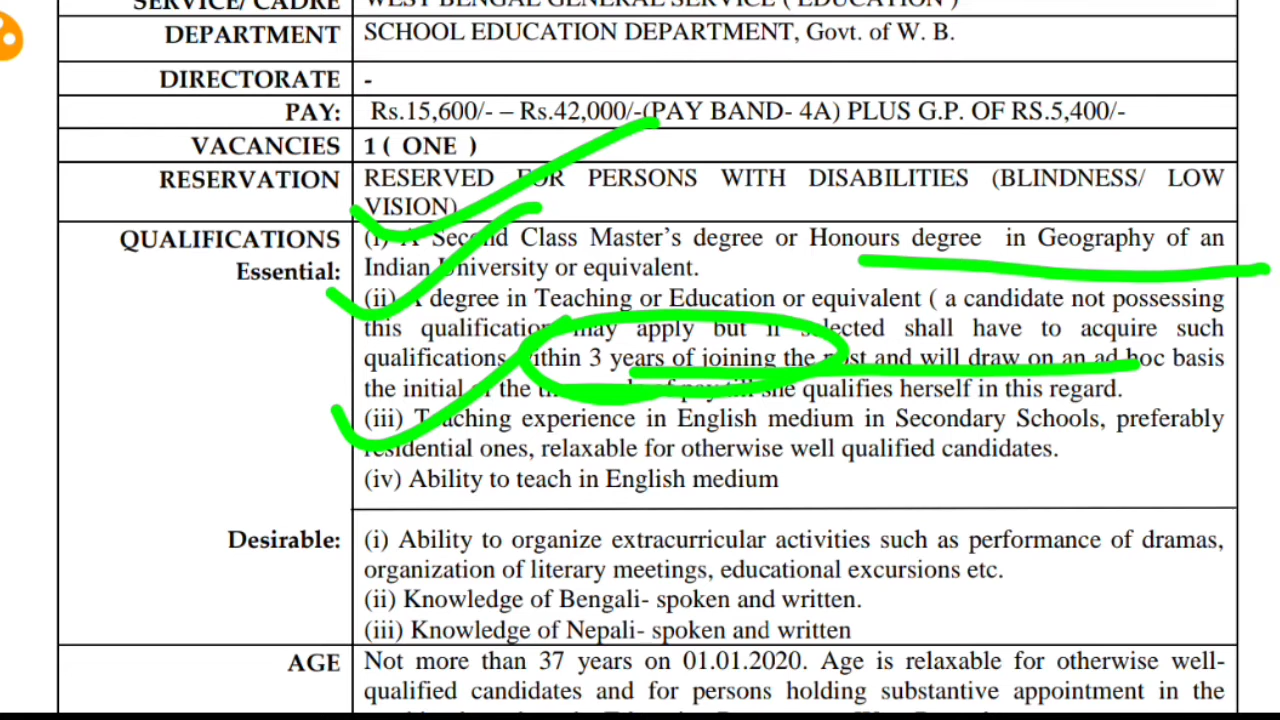 SERVICE/ CADRE WEST BENGAL GENERAL SERVICE ( EDUCATION )
DEPARTMENT SCHOOL EDUCATION DEPARTMENT, Govt. of W. B.
DIRECTORATE -
PAY: Rs.15,600/- – Rs.42,000/-(PAY BAND- 4A) PLUS G.P. OF RS.5,400/-
VACANCIES 1 ( ONE )
RESERVATION RESERVED FOR PERSONS WITH DISABILITIES (BLINDNESS/ LOW
VISION)
QUALIFICATIONS (i) A Second Class Master's degree or Honours degree in Geography of an
Essential: Indian University or equivalent.
(ii) A degree in Teaching or Education or equivalent ( a candidate not possessing
this qualification may apply but if selected shall have to acquire such
qualifications within 3 years of joining the post and will draw on an ad hoc basis
the initial of the of pay till she qualifies herself in this regard.
(iii) Teaching experience in English medium in Secondary Schools, preferably
residential ones, relaxable for otherwise well qualified candidates.
(iv) Ability to teach in English medium
Desirable: (i) Ability to organize extracurricular activities such as performance of dramas,
organization of literary meetings, educational excursions etc.
(ii) Knowledge of Bengali- spoken and written.
(iii) Knowledge of Nepali- spoken and written
AGE Not more than 37 years on 01.01.2020. Age is relaxable for otherwise well-
qualified candidates and for persons holding substantive appointment in the